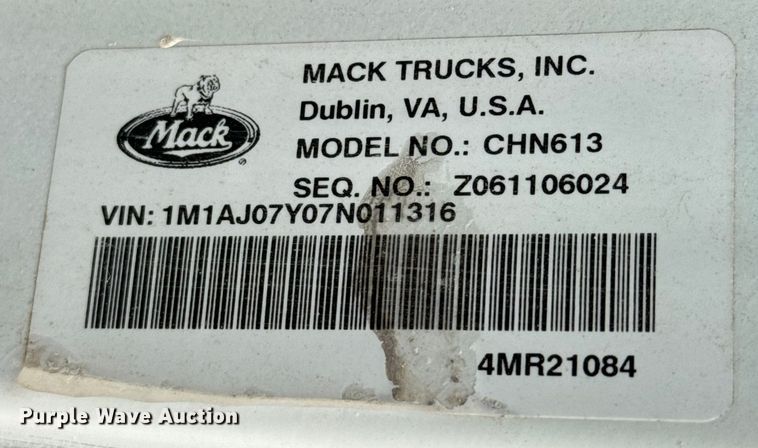 Mack
MACK TRUCKS, INC.
Dublin, VA, U.S.A.
MODEL NO.: CHN613
SEQ. NO.: Z061106024
VIN: 1M1AJ07Y07N011316
4MR21084
Purple Wave Auction